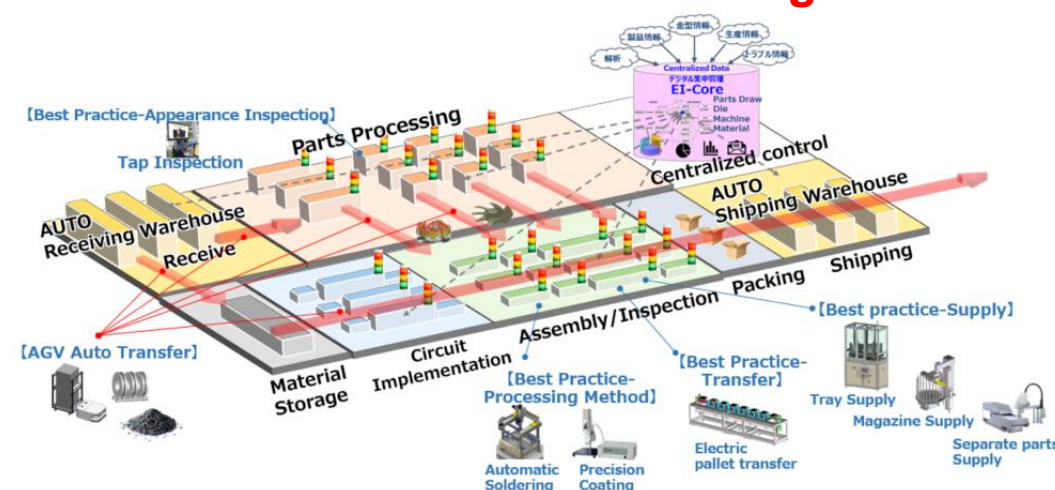 金型情報
製品情報
生産情報
解析
トラブル情報
Centralized Data
デジタル集中管理
EI-Core
Parts Draw
Die
Machine
Material
【Best Practice-Appearance Inspection】
Tap Inspection
Parts Processing
Centralized control
AUTO
Receiving Warehouse
Receive
AUTO
Shipping Warehouse
Shipping
Packing
Assembly/Inspection
Circuit
Implementation
Material
Storage
【AGV Auto Transfer】
【Best Practice-
Processing Method】
Automatic
Soldering
Precision
Coating
【Best Practice-
Transfer】
Electric
pallet transfer
【Best practice-Supply】
Tray Supply
Magazine Supply
Separate parts
Supply